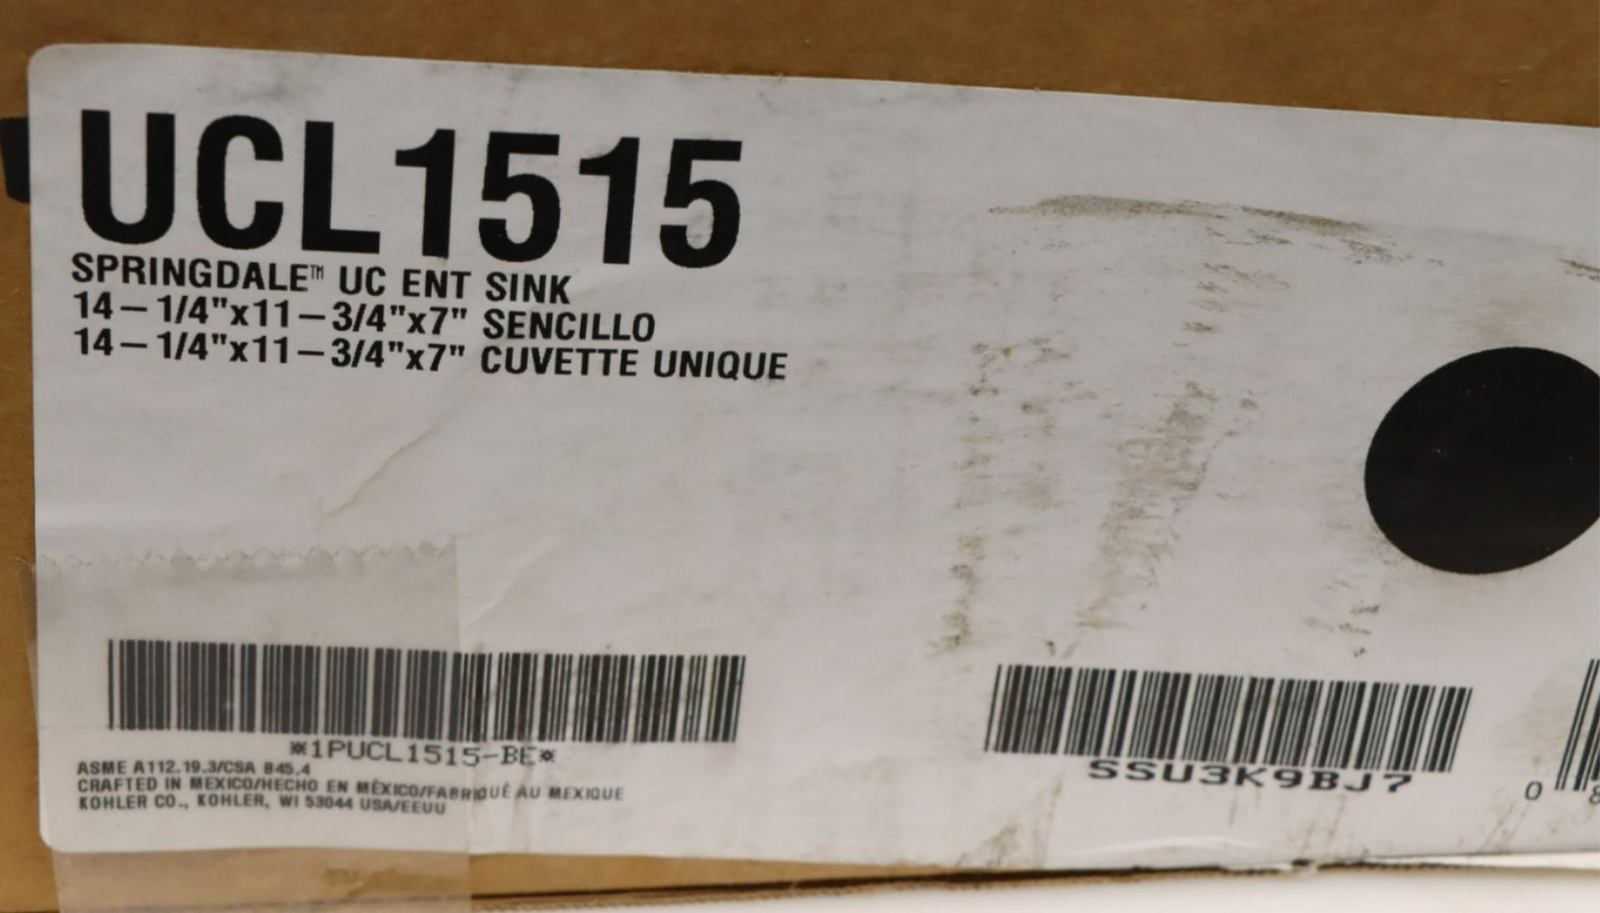 UCL1515
SPRINGDALE™ UC ENT SINK
14-1/4"x11-3/4"x7" SENCILLO
14-1/4"x11-3/4"x7" CUVETTE UNIQUE
*1PUCL1515-BE*
ASME A112.19.3/CSA B45.4
CRAFTED IN MEXICO/HECHO EN MÉXICO/FABRIQUÉ AU MEXIQUE
KOHLER CO., KOHLER, WI 53044 USA/EEUU
SSU3K9BJ7
0 8